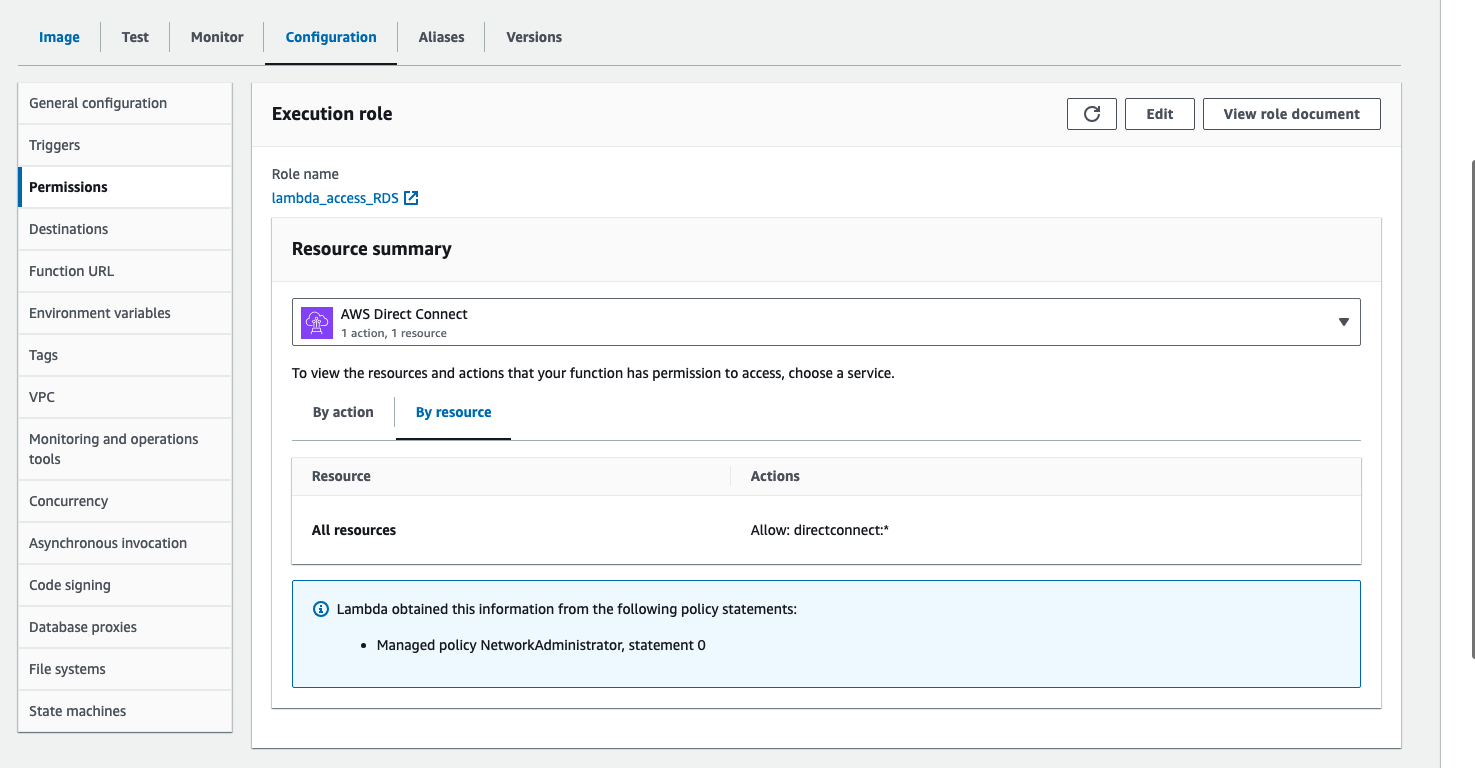 Image
Test
Monitor
Configuration
Aliases
Versions
General configuration
Triggers
Permissions
Destinations
Function URL
Environment variables
Tags
VPC
Monitoring and operations
tools
Concurrency
Asynchronous invocation
Code signing
Database proxies
File systems
State machines
Execution role
Edit
View role document
Role name
lambda_access_RDS
Resource summary
AWS Direct Connect
1 action, 1 resource
To view the resources and actions that your function has permission to access, choose a service.
By action
By resource
Resource
Actions
All resources
Allow: directconnect:*
Lambda obtained this information from the following policy statements:
• Managed policy NetworkAdministrator, statement 0